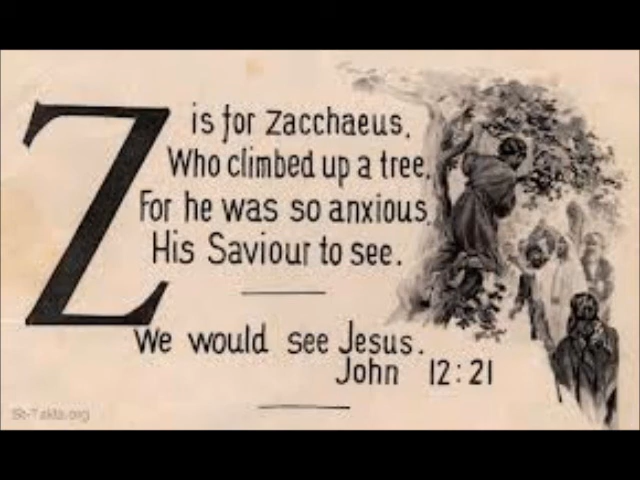 Z is for Zacchaeus,
Who climbed up a tree,
For he was so anxious,
His Saviour to see.
We would see Jesus.
John 12:21
St-Takla.org